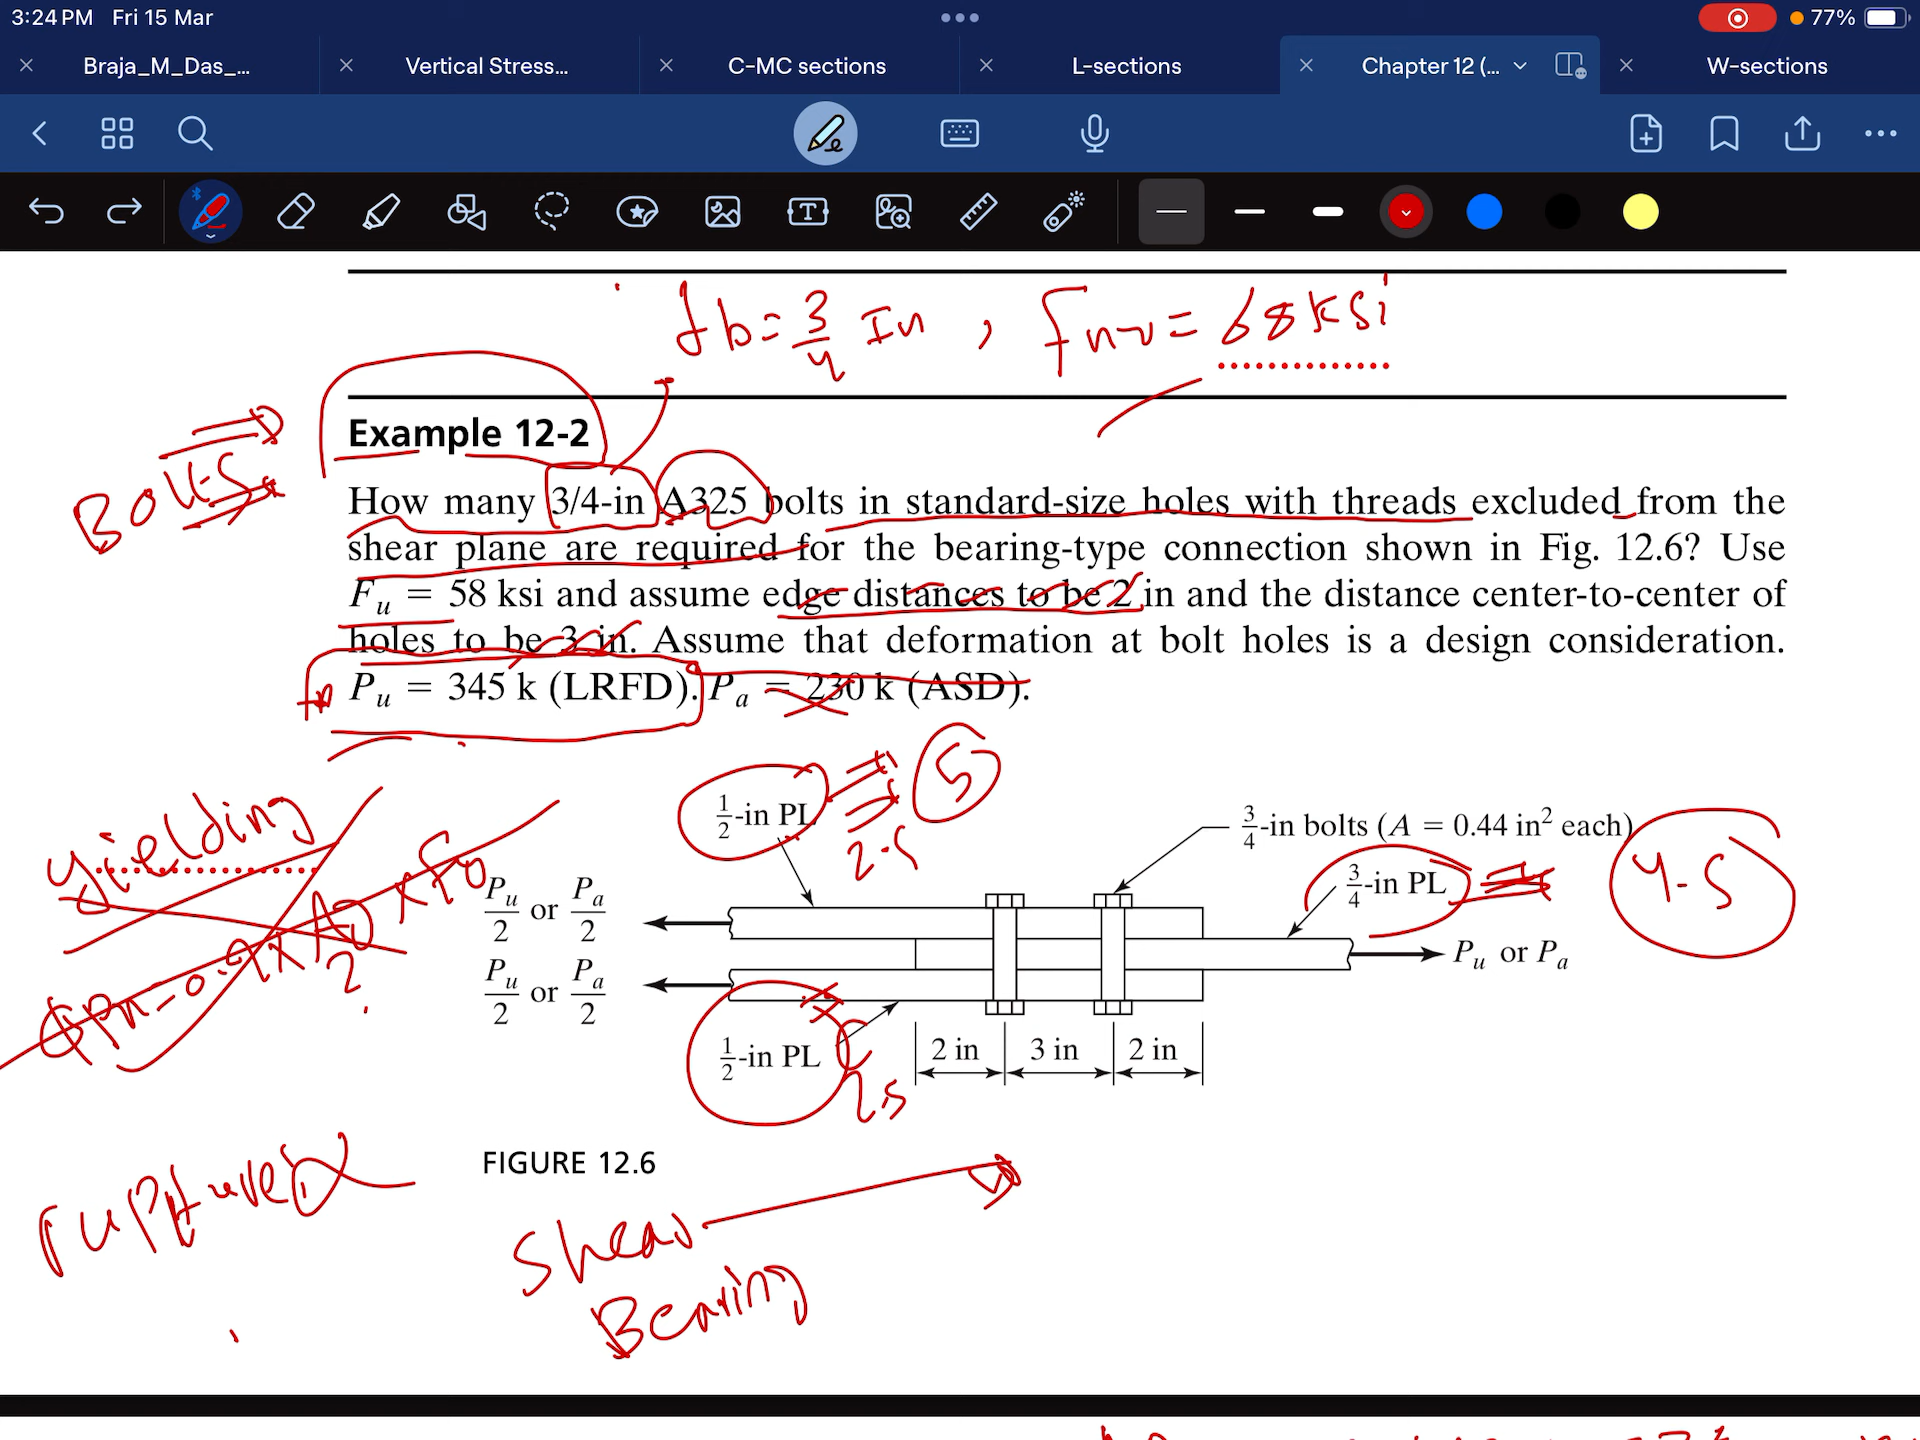 3:24 PM Fri 15 Mar
77%
Braja_M_Das_...
Vertical Stress...
C-MC sections
L-sections
Chapter 12 (...
W-sections
db = 3/4 In , Fnv = 68 ksi
Example 12-2
Bolts
How many 3/4-in A325 bolts in standard-size holes with threads excluded from the
shear plane are required for the bearing-type connection shown in Fig. 12.6? Use
Fu = 58 ksi and assume edge distances to be 2 in and the distance center-to-center of
holes to be 3 in. Assume that deformation at bolt holes is a design consideration.
Pu = 345 k (LRFD). Pa = 230 k (ASD).
1/2-in PL
5
2.5
3/4-in bolts (A = 0.44 in² each)
3/4-in PL
4.5
yielding
Pu/2 or Pa/2
Pu or Pa
Pu/2 or Pa/2
ϕPn = 0.9 x Ag x Fy
?
1/2-in PL
2.5
2 in 3 in 2 in
rupture
FIGURE 12.6
Shear
Bearing